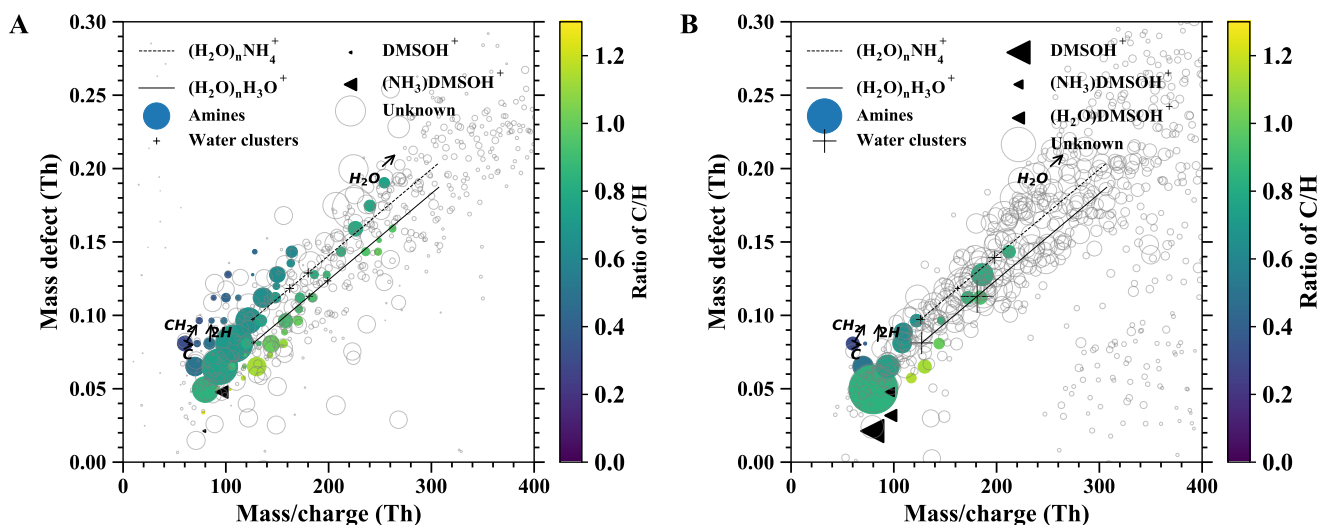 A
0.30
0.25
0.20
0.15
0.10
0.05
0.00
0
100
200
300
400
Mass defect (Th)
Mass/charge (Th)
(H₂O)ₙNH₄⁺
(H₂O)ₙH₃O⁺
Amines
Water clusters
DMSOH⁺
(NH₃)DMSOH⁺
Unknown
H₂O
CH₂
2H
C
1.2
1.0
0.8
0.6
0.4
0.2
0.0
Ratio of C/H
B
0.30
0.25
0.20
0.15
0.10
0.05
0.00
0
100
200
300
400
Mass defect (Th)
Mass/charge (Th)
(H₂O)ₙNH₄⁺
(H₂O)ₙH₃O⁺
Amines
Water clusters
DMSOH⁺
(NH₃)DMSOH⁺
(H₂O)DMSOH⁺
Unknown
H₂O
CH₂
2H
C
1.2
1.0
0.8
0.6
0.4
0.2
0.0
Ratio of C/H